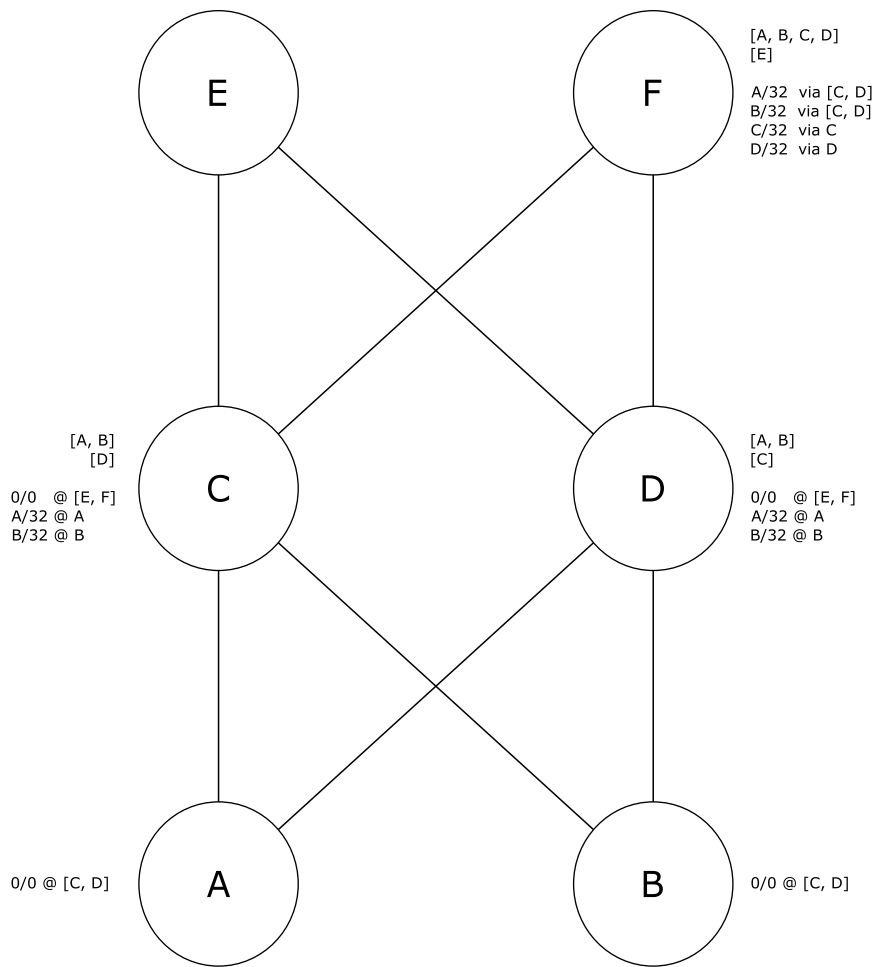 E
F
[A, B, C, D]
[E]
A/32  via [C, D]
B/32  via [C, D]
C/32  via C
D/32  via D
[A, B]
[D]
0/0   @ [E, F]
A/32 @ A
B/32 @ B
C
D
[A, B]
[C]
0/0   @ [E, F]
A/32 @ A
B/32 @ B
0/0 @ [C, D]
A
B
0/0 @ [C, D]